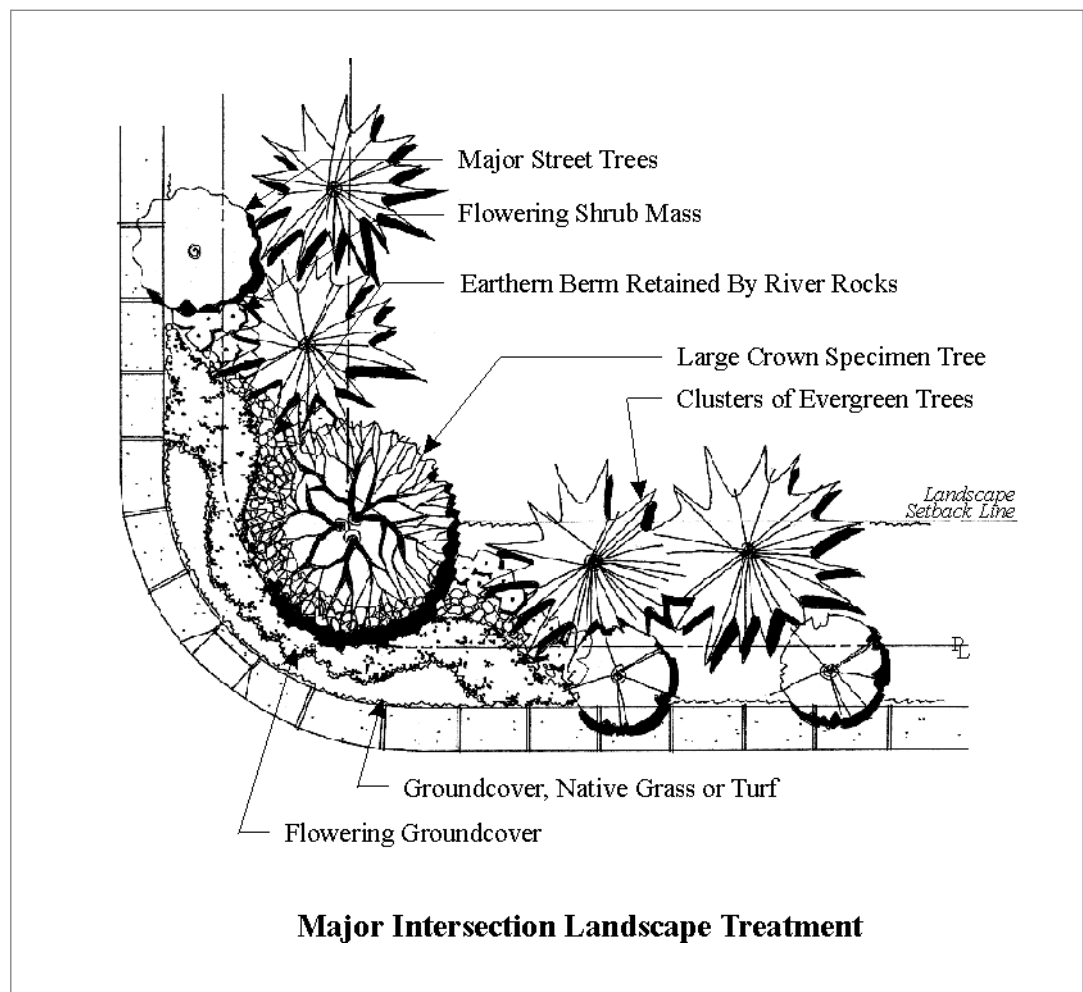 Major Street Trees
Flowering Shrub Mass
Earthern Berm Retained By River Rocks
Large Crown Specimen Tree
Clusters of Evergreen Trees
Landscape
Setback Line
PL
Groundcover, Native Grass or Turf
Flowering Groundcover
Major Intersection Landscape Treatment